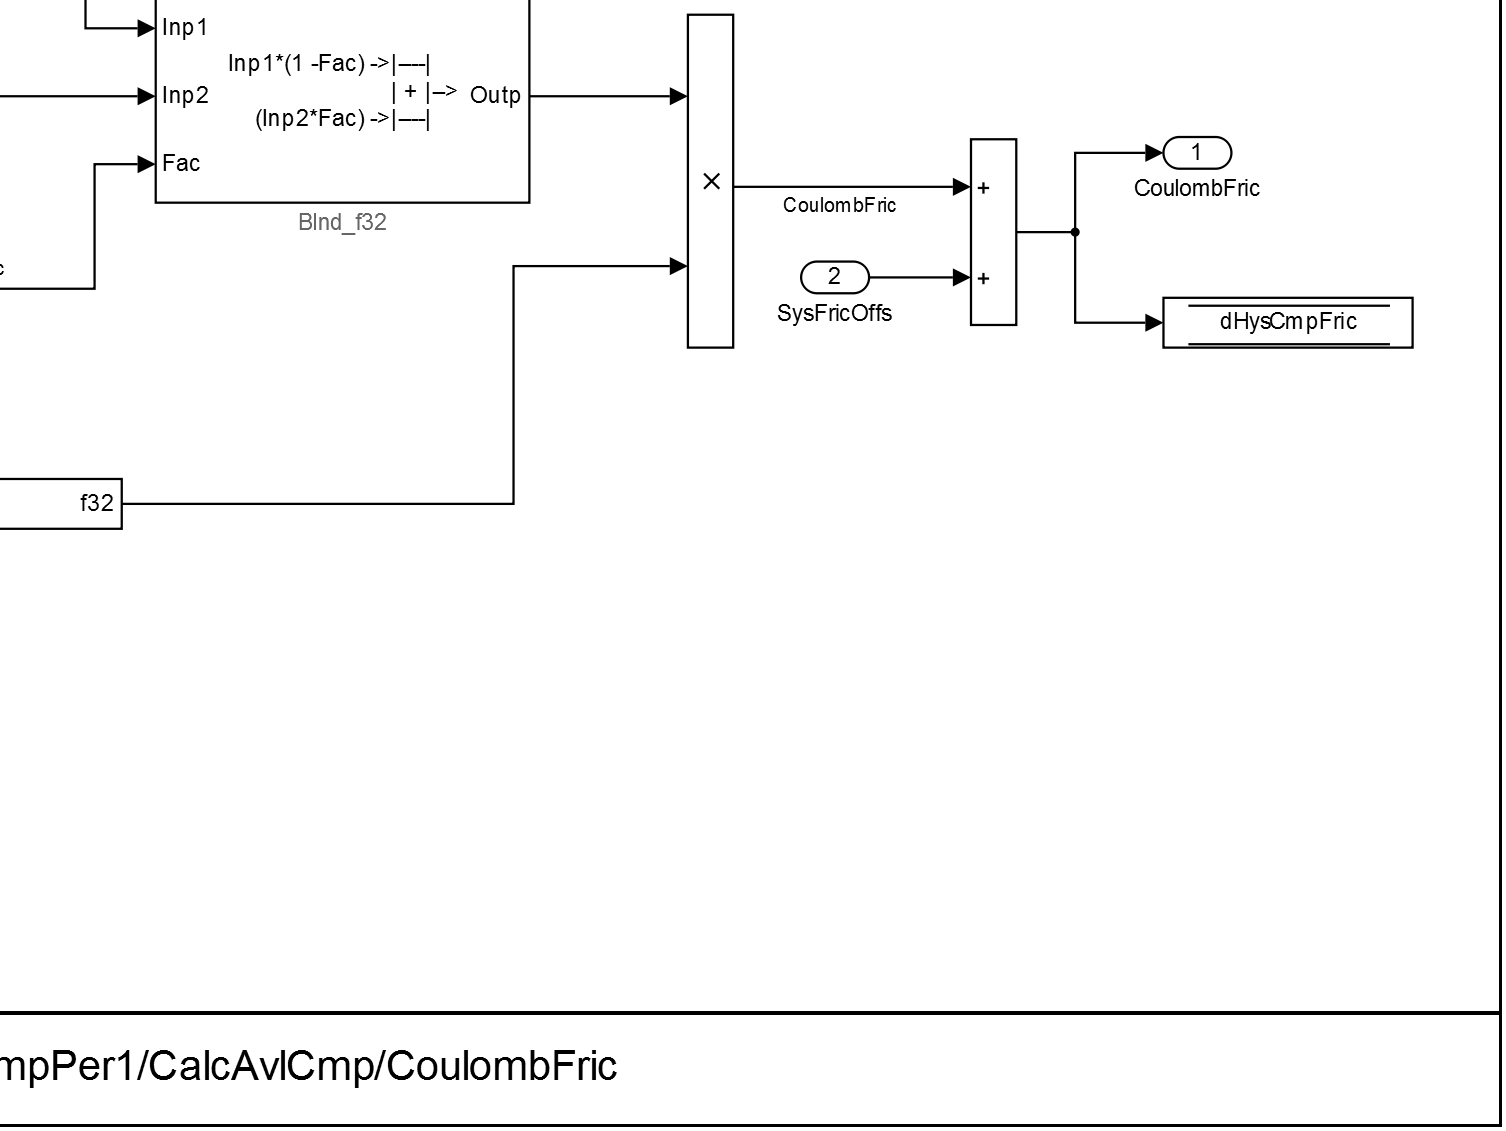 Inp1
Inp1*(1 -Fac) ->|----|
Inp2
| + |-->
Outp
(Inp2*Fac) ->|----|
Fac
Blnd_f32
×
CoulombFric
+
2
SysFricOffs
+
1
CoulombFric
dHysCmpFric
c
f32
mpPer1/CalcAvlCmp/CoulombFric